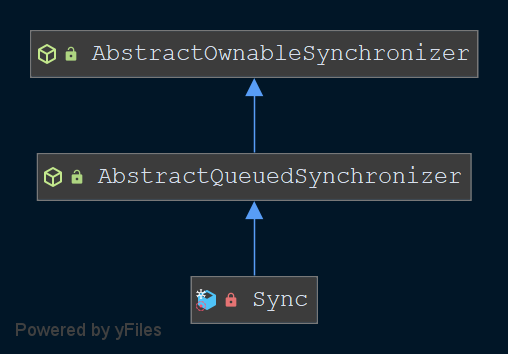 AbstractOwnableSynchronizer
AbstractQueuedSynchronizer
Sync
Powered by yFiles